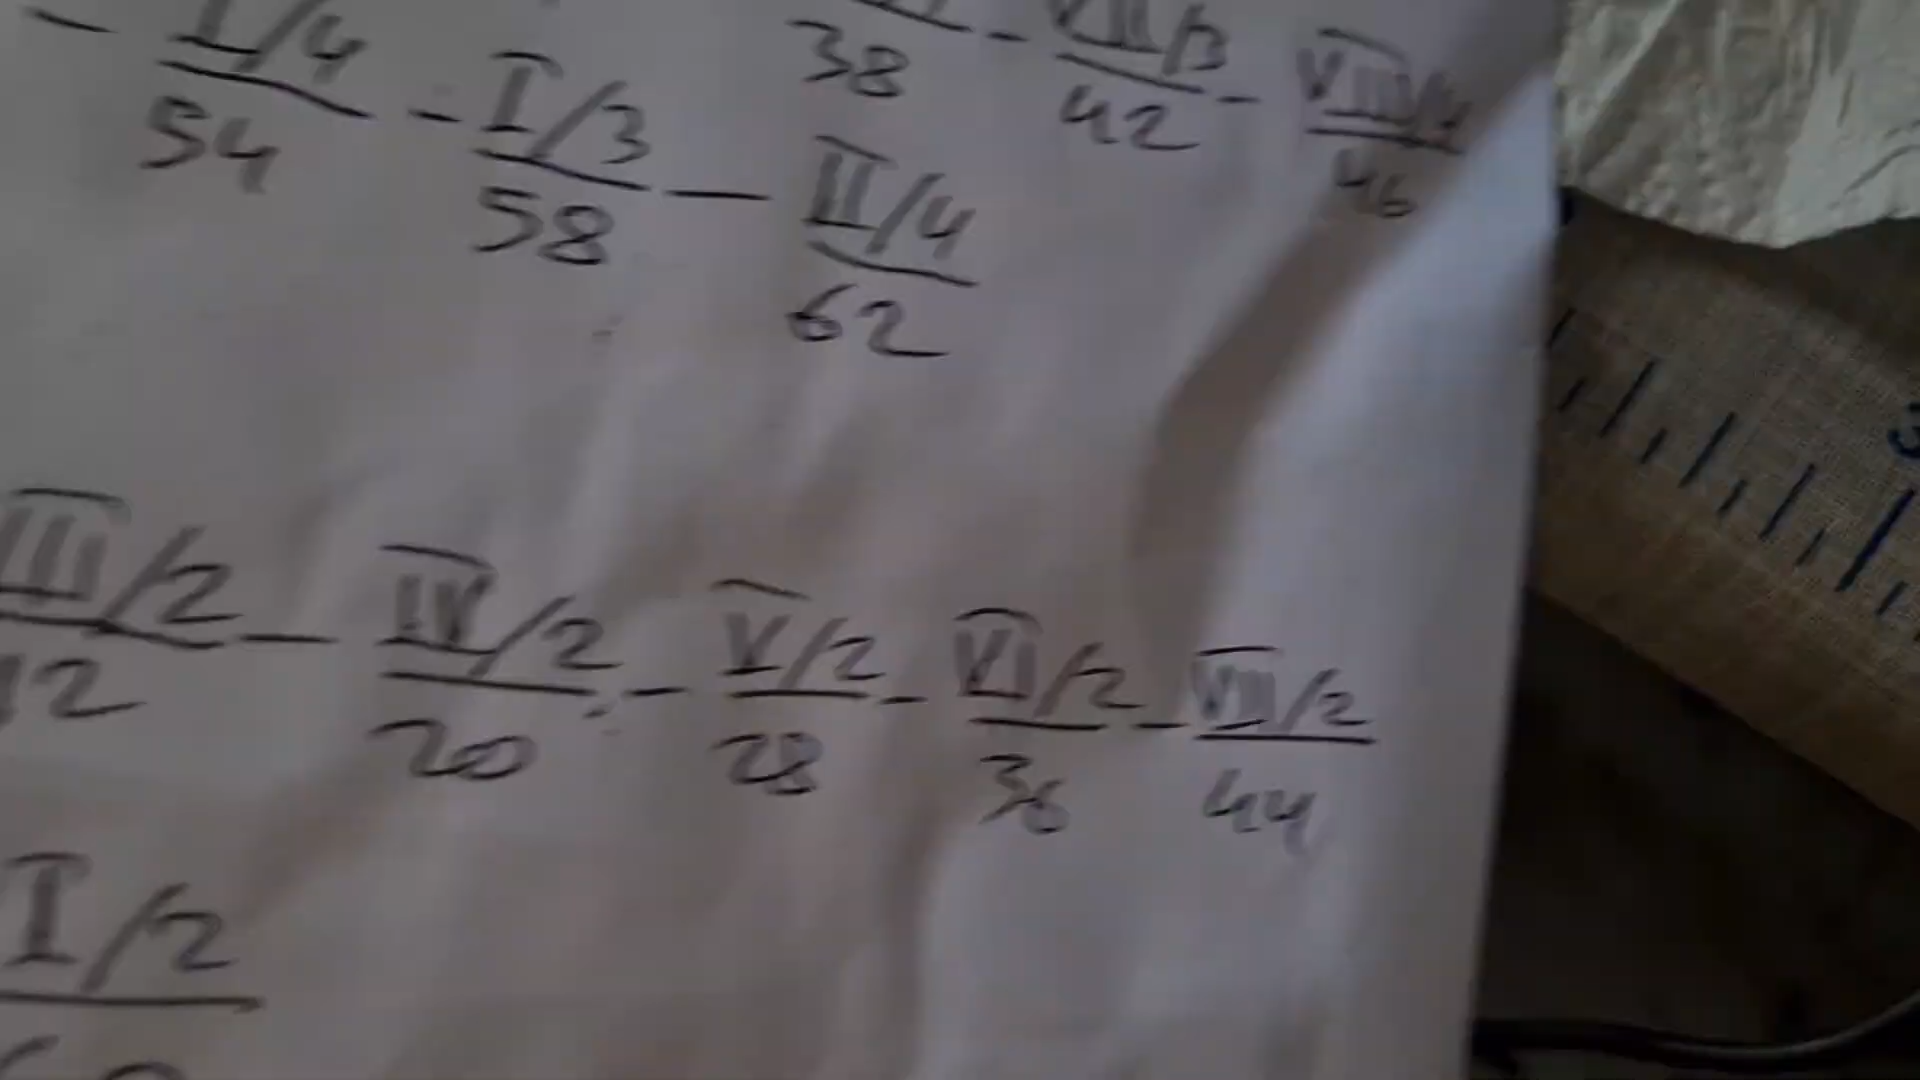 38 - VIII/3 42 - VIII/4 46
- I/4 54 - I/3 58 - II/4 62
III/2 12 - IV/2 20 - V/2 28 - VI/2 36 - VII/2 44
I/2